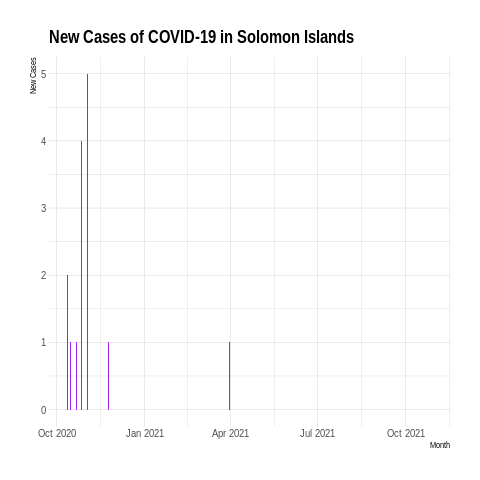 New Cases of COVID-19 in Solomon Islands
New Cases
5
4
3
2
1
0
Oct 2020 Jan 2021 Apr 2021 Jul 2021 Oct 2021
Month